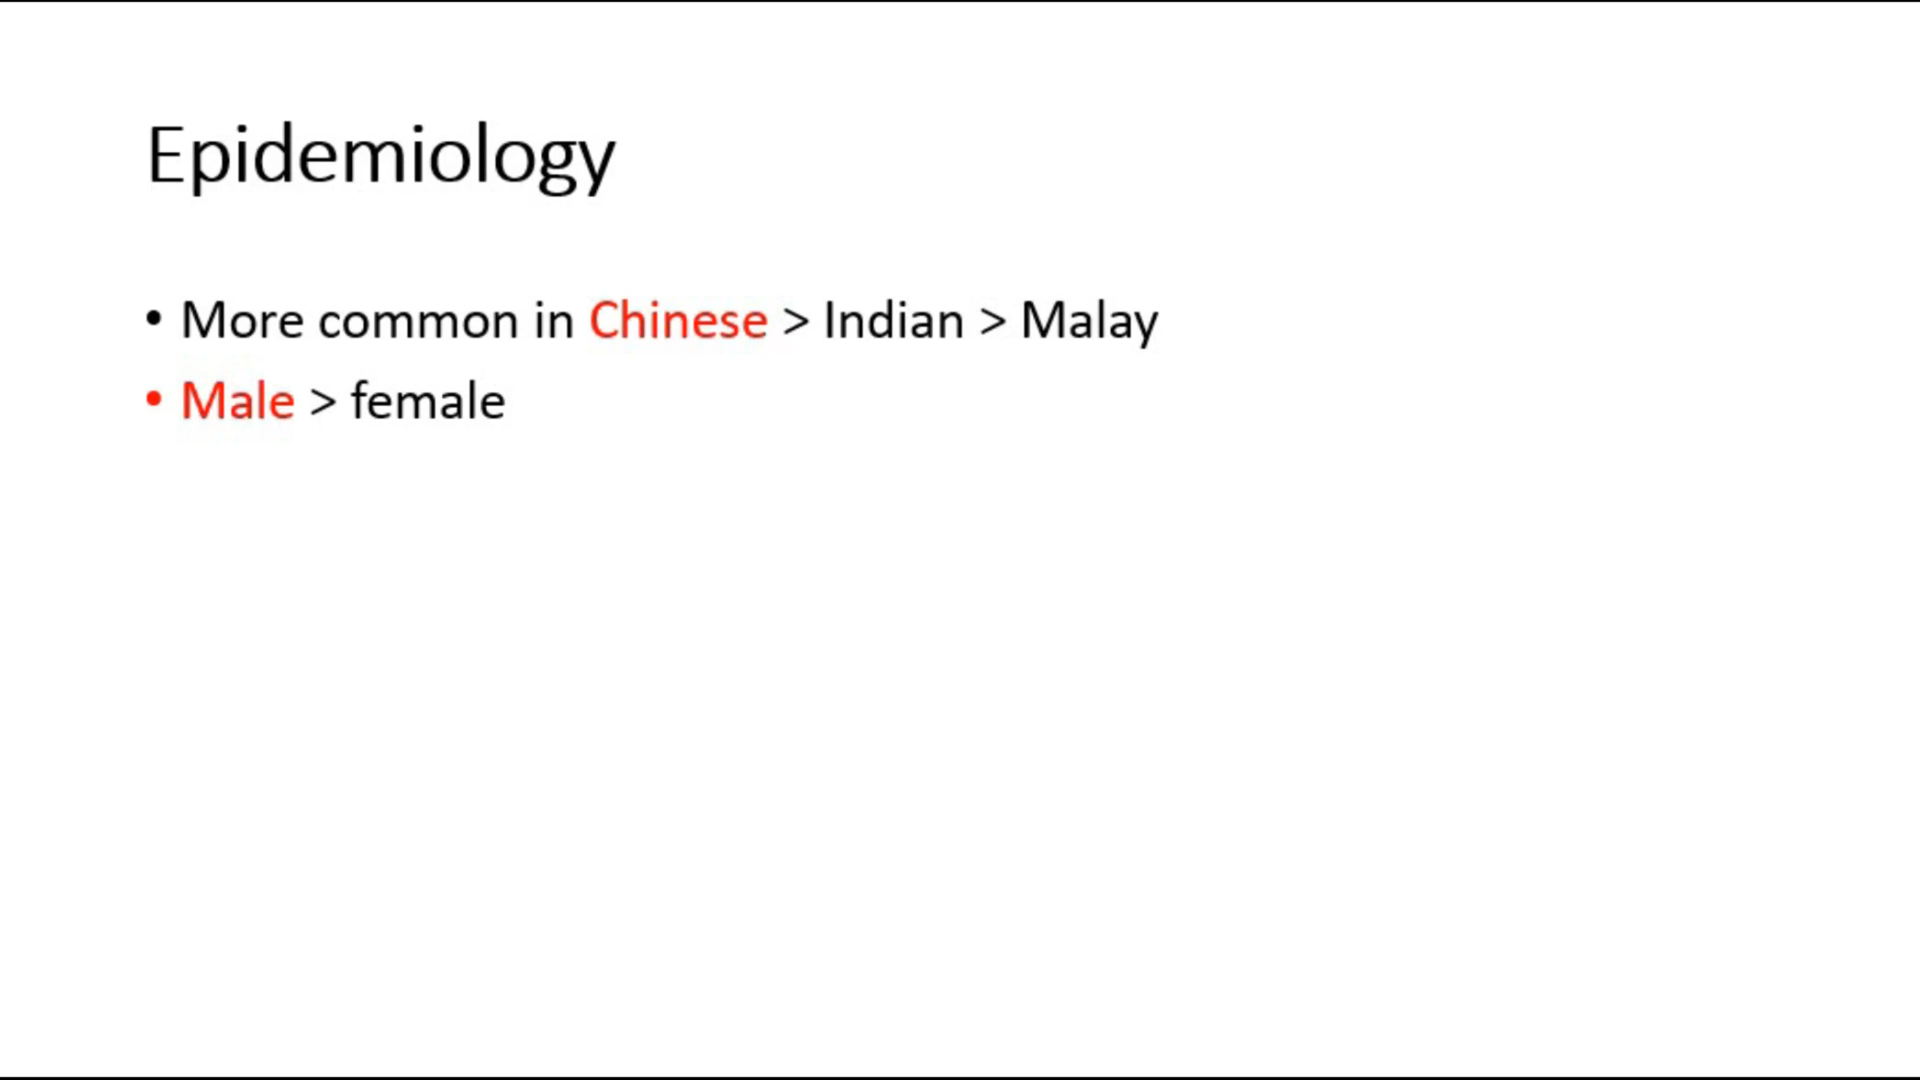 Epidemiology
• More common in Chinese > Indian > Malay
• Male > female